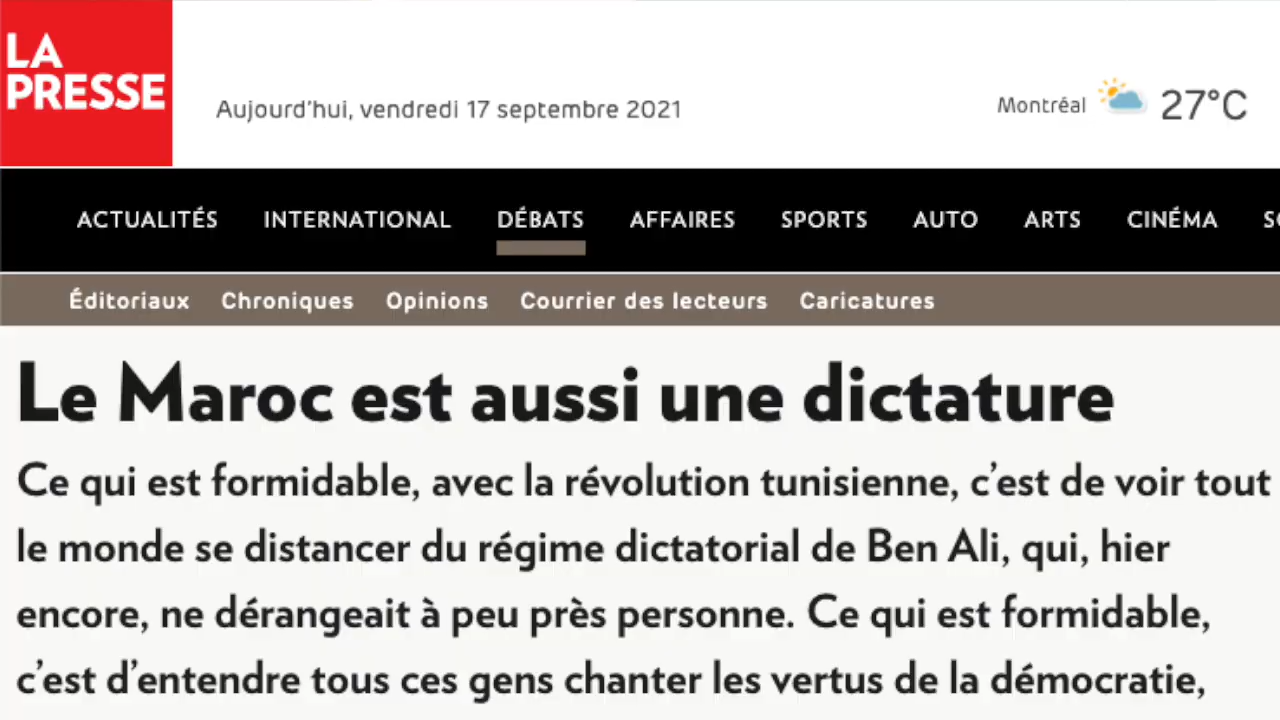 LA
PRESSE
Aujourd'hui, vendredi 17 septembre 2021
Montréal 27°C
ACTUALITÉS INTERNATIONAL DÉBATS AFFAIRES SPORTS AUTO ARTS CINÉMA
Éditoriaux Chroniques Opinions Courrier des lecteurs Caricatures
Le Maroc est aussi une dictature
Ce qui est formidable, avec la révolution tunisienne, c’est de voir tout
le monde se distancer du régime dictatorial de Ben Ali, qui, hier
encore, ne dérangeait à peu près personne. Ce qui est formidable,
c’est d’entendre tous ces gens chanter les vertus de la démocratie,